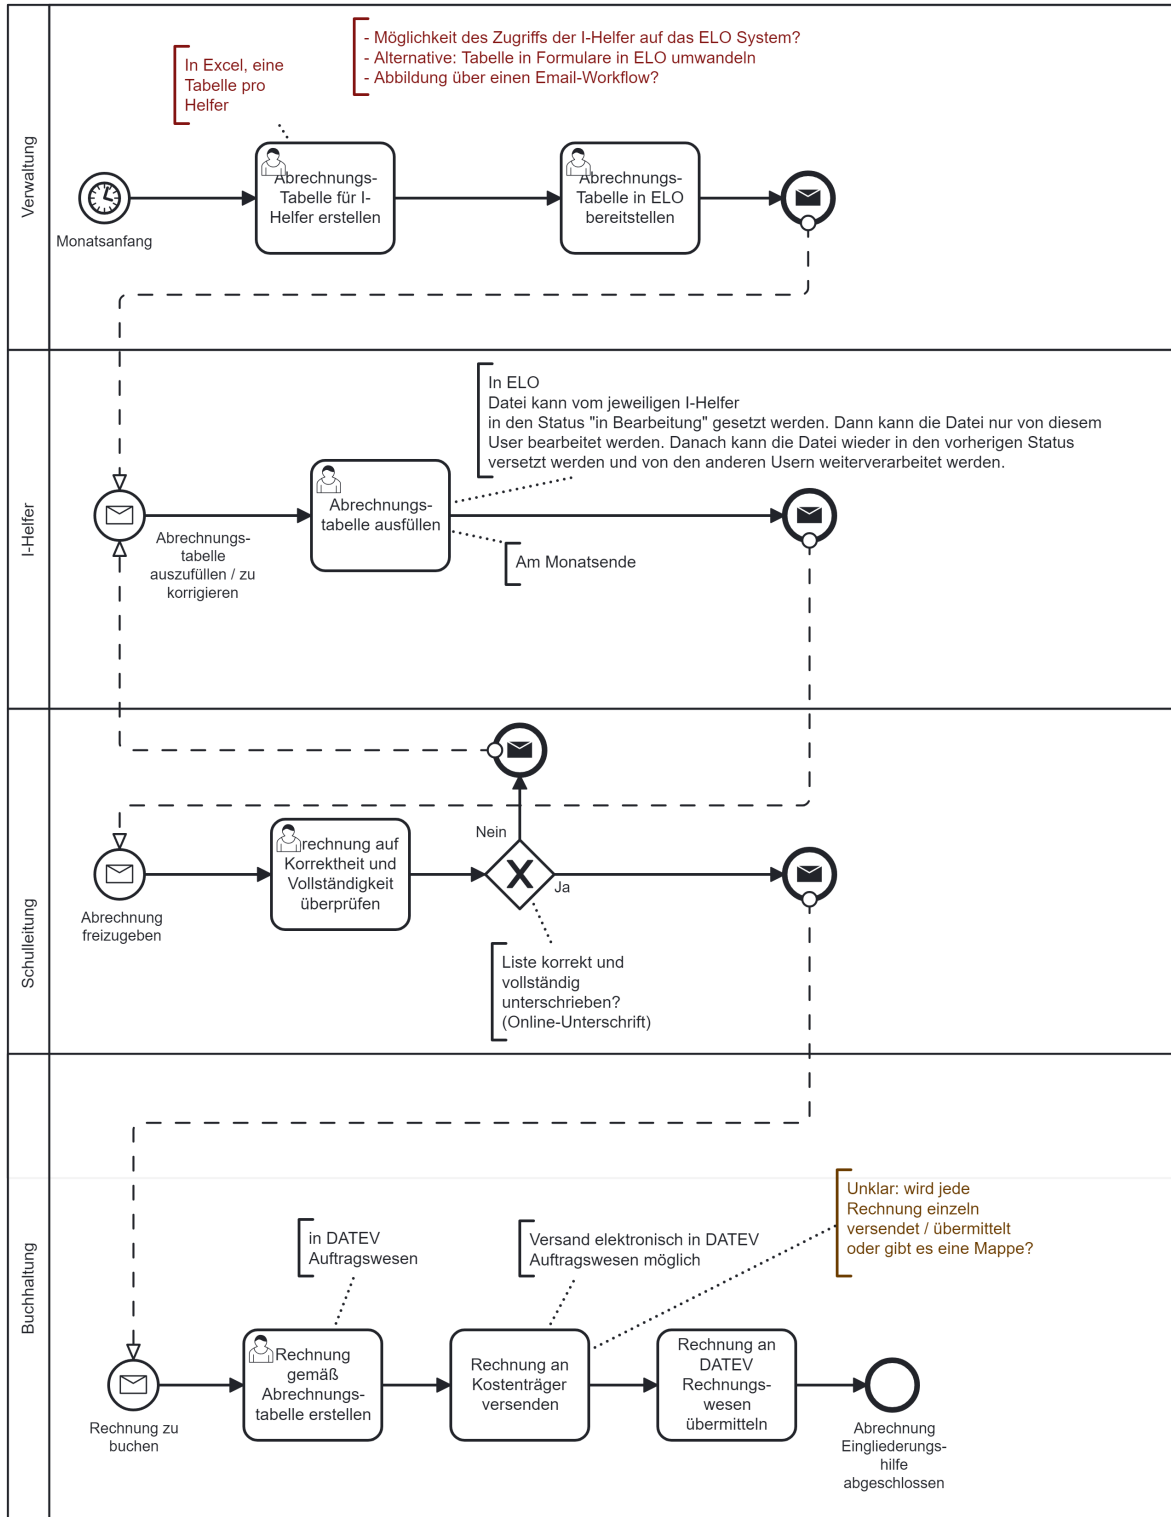 Verwaltung
In Excel, eine
Tabelle pro
Helfer
- Möglichkeit des Zugriffs der I-Helfer auf das ELO System?
- Alternative: Tabelle in Formulare in ELO umwandeln
- Abbildung über einen Email-Workflow?
Monatsanfang
Abrechnungs-
Tabelle für I-
Helfer erstellen
Abrechnungs-
Tabelle in ELO
bereitstellen
I-Helfer
In ELO
Datei kann vom jeweiligen I-Helfer
in den Status "in Bearbeitung" gesetzt werden. Dann kann die Datei nur von diesem
User bearbeitet werden. Danach kann die Datei wieder in den vorherigen Status
versetzt werden und von den anderen Usern weiterverarbeitet werden.
Abrechnungs-
tabelle
auszufüllen / zu
korrigieren
Abrechnungs-
tabelle ausfüllen
Am Monatsende
Schulleitung
Abrechnung
freizugeben
rechnung auf
Korrektheit und
Vollständigkeit
überprüfen
Nein
Ja
Liste korrekt und
vollständig
unterschrieben?
(Online-Unterschrift)
Buchhaltung
in DATEV
Auftragswesen
Versand elektronisch in DATEV
Auftragswesen möglich
Unklar: wird jede
Rechnung einzeln
versendet / übermittelt
oder gibt es eine Mappe?
Rechnung zu
buchen
Rechnung
gemäß
Abrechnungs-
tabelle erstellen
Rechnung an
Kostenträger
versenden
Rechnung an
DATEV
Rechnungs-
wesen
übermitteln
Abrechnung
Eingliederungs-
hilfe
abgeschlossen